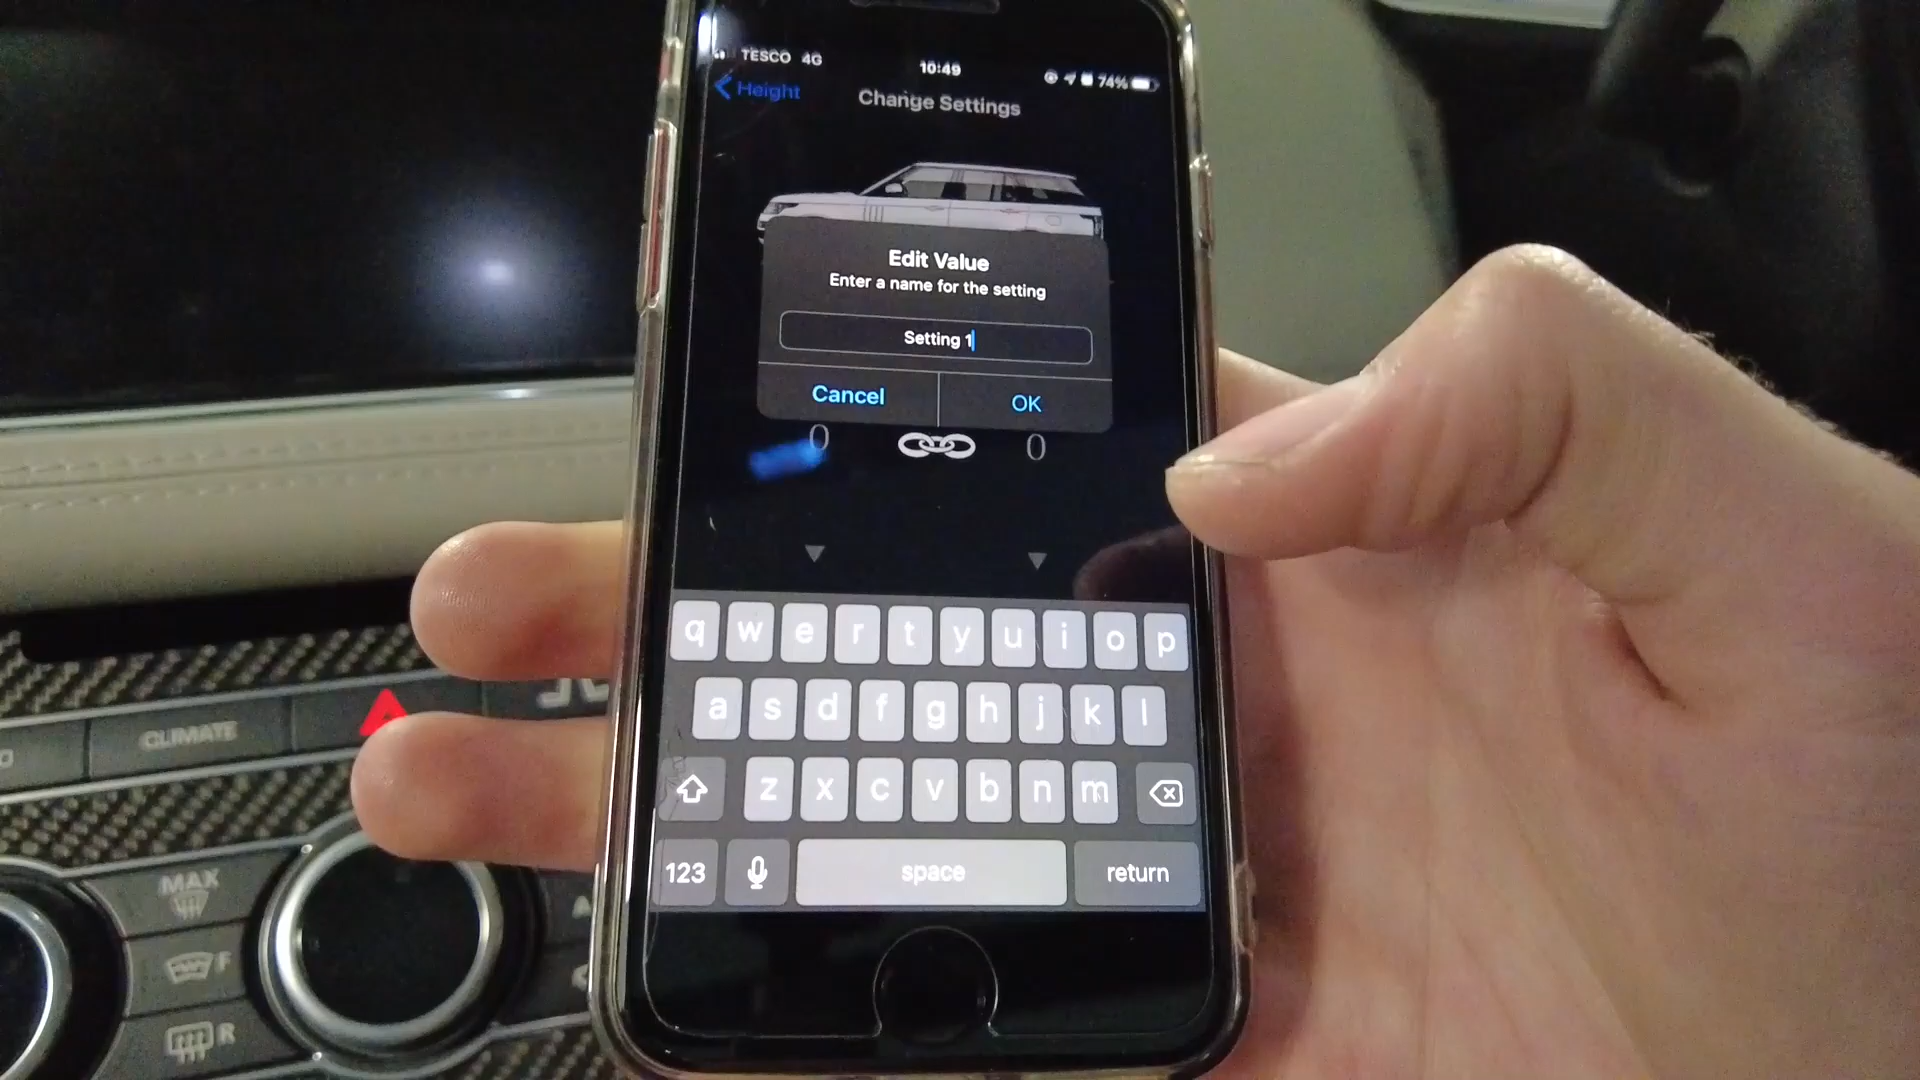 TESCO 4G
10:49
74%
Height
Change Settings
Edit Value
Enter a name for the setting
Setting 1
Cancel
OK
0
0
q w e r t y u i o p
a s d f g h j k l
z x c v b n m
123
space
return
CLIMATE
MAX
F
R